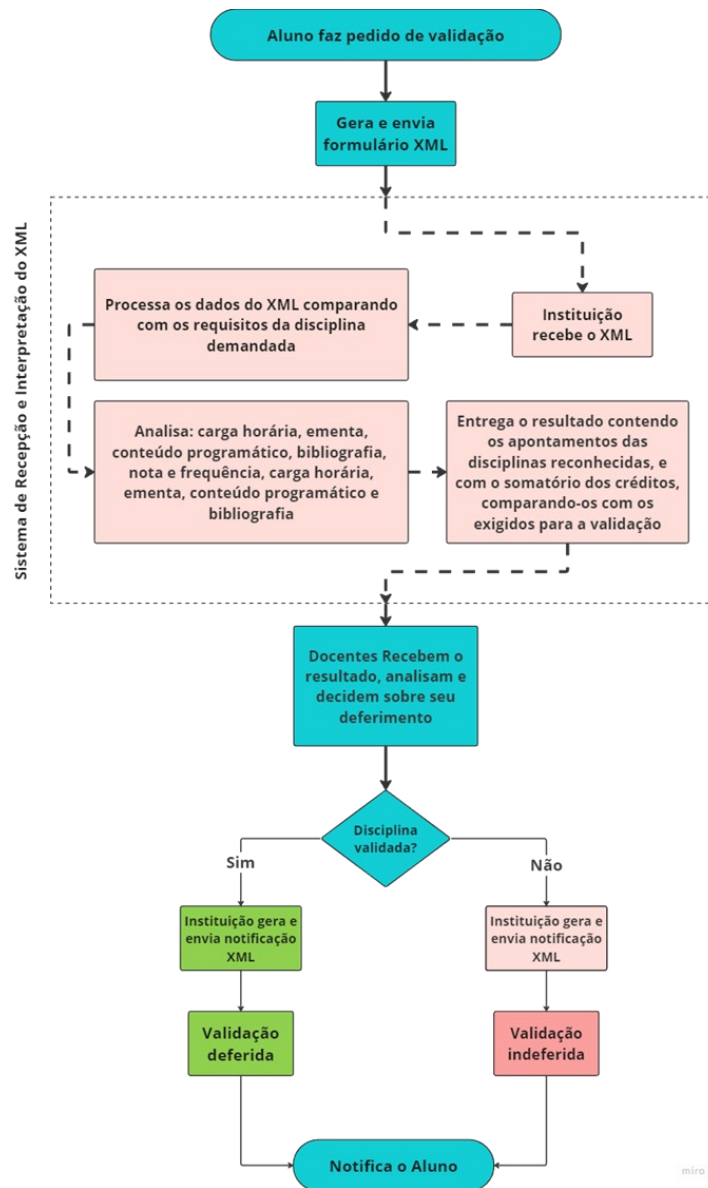 Aluno faz pedido de validação
Gera e envia
formulário XML
Sistema de Recepção e Interpretação do XML
Instituição
recebe o XML
Processa os dados do XML comparando
com os requisitos da disciplina
demandada
Analisa: carga horária, ementa,
conteúdo programático, bibliografia,
nota e frequência, carga horária,
ementa, conteúdo programático e
bibliografia
Entrega o resultado contendo
os apontamentos das
disciplinas reconhecidas, e
com o somatório dos créditos,
comparando-os com os
exigidos para a validação
Docentes Recebem o
resultado, analisam e
decidem sobre seu
deferimento
Disciplina
validada?
Sim
Não
Instituição gera e
envia notificação
XML
Instituição gera e
envia notificação
XML
Validação
deferida
Validação
indeferida
Notifica o Aluno
miro